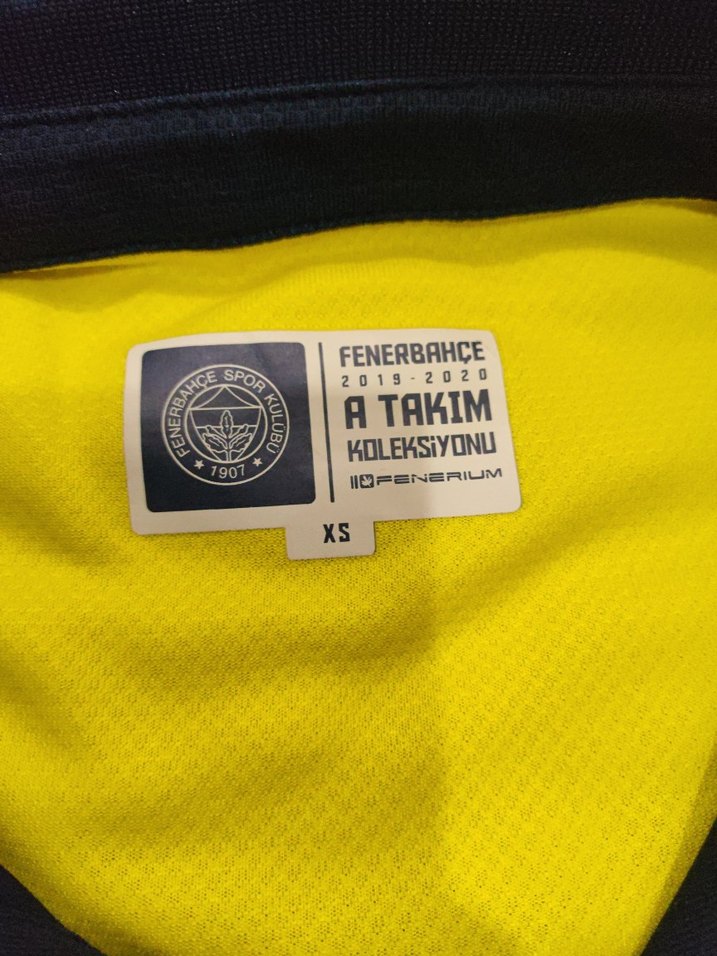 FENERBAHÇE SPOR KULÜBÜ
★ 1907 ★
FENERBAHÇE
2019-2020
A TAKIM
KOLEKSİYONU
FENERIUM
XS